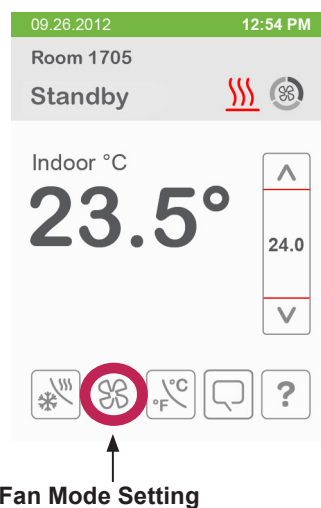 09.26.2012 12:54 PM
Room 1705
Standby
Indoor °C
23.5°
24.0
°C
°F
?
Fan Mode Setting